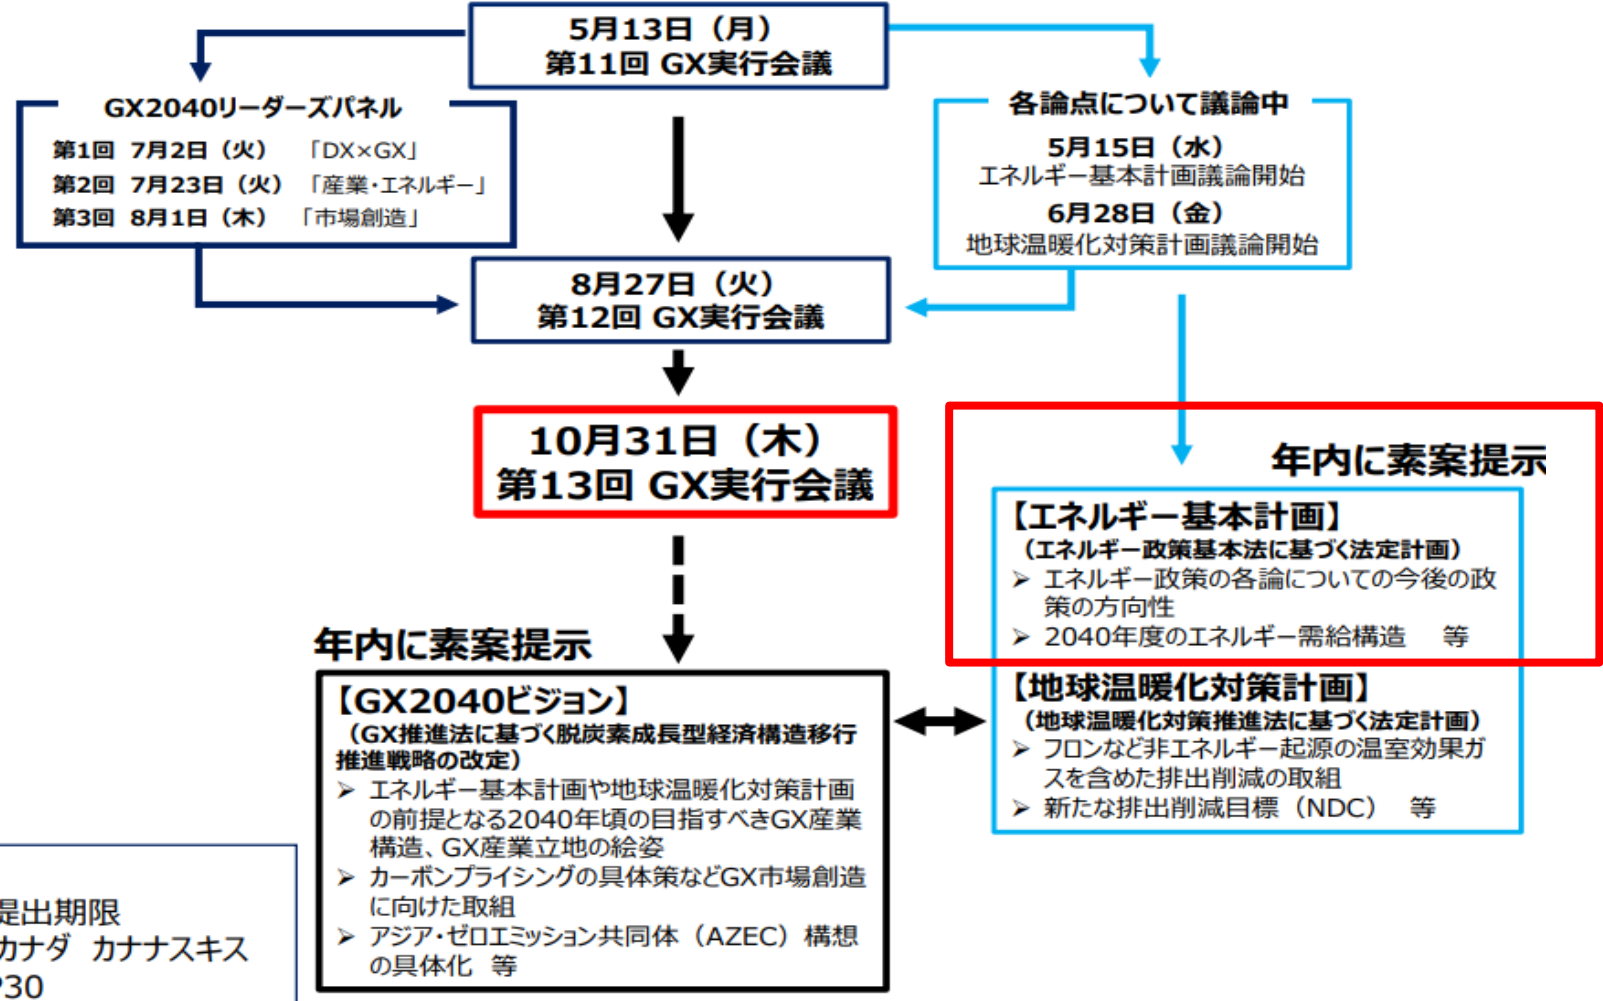 5月13日（月）
第11回 GX実行会議
GX2040リーダーズパネル
第1回 7月2日（火） 「DX×GX」
第2回 7月23日（火） 「産業・エネルギー」
第3回 8月1日（木） 「市場創造」
各論点について議論中
5月15日（水）
エネルギー基本計画議論開始
6月28日（金）
地球温暖化対策計画議論開始
8月27日（火）
第12回 GX実行会議
10月31日（木）
第13回 GX実行会議
年内に素案提示
【エネルギー基本計画】
（エネルギー政策基本法に基づく法定計画）
➢ エネルギー政策の各論についての今後の政
策の方向性
➢ 2040年度のエネルギー需給構造 等
【地球温暖化対策計画】
（地球温暖化対策推進法に基づく法定計画）
➢ フロンなど非エネルギー起源の温室効果ガ
スを含めた排出削減の取組
➢ 新たな排出削減目標（NDC） 等
年内に素案提示
【GX2040ビジョン】
（GX推進法に基づく脱炭素成長型経済構造移行
推進戦略の改定）
➢ エネルギー基本計画や地球温暖化対策計画
の前提となる2040年頃の目指すべきGX産業
構造、GX産業立地の絵姿
➢ カーボンプライシングの具体策などGX市場創造
に向けた取組
➢ アジア・ゼロエミッション共同体（AZEC）構想
の具体化 等
提出期限
カナダ カナナスキス
P30